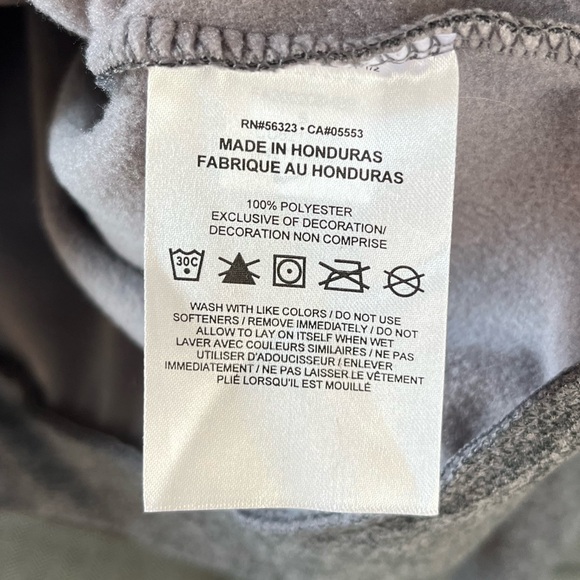 RN#56323 • CA#05553
MADE IN HONDURAS
FABRIQUE AU HONDURAS
100% POLYESTER
EXCLUSIVE OF DECORATION/
DECORATION NON COMPRISE
30C
WASH WITH LIKE COLORS / DO NOT USE
SOFTENERS / REMOVE IMMEDIATELY / DO NOT
ALLOW TO LAY ON ITSELF WHEN WET
LAVER AVEC COULEURS SIMILAIRES / NE PAS
UTILISER D'ADOUCISSEUR / ENLEVER
IMMEDIATEMENT / NE PAS LAISSER LE VÊTEMENT
PLIÉ LORSQU'IL EST MOUILLÉ